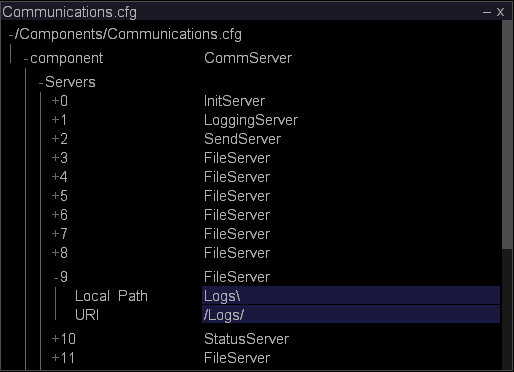 Communications.cfg – x
-/Components/Communications.cfg
-component CommServer
-Servers
+0 InitServer
+1 LoggingServer
+2 SendServer
+3 FileServer
+4 FileServer
+5 FileServer
+6 FileServer
+7 FileServer
+8 FileServer
-9 FileServer
Local Path Logs\
URI /Logs/
+10 StatusServer
+11 FileServer